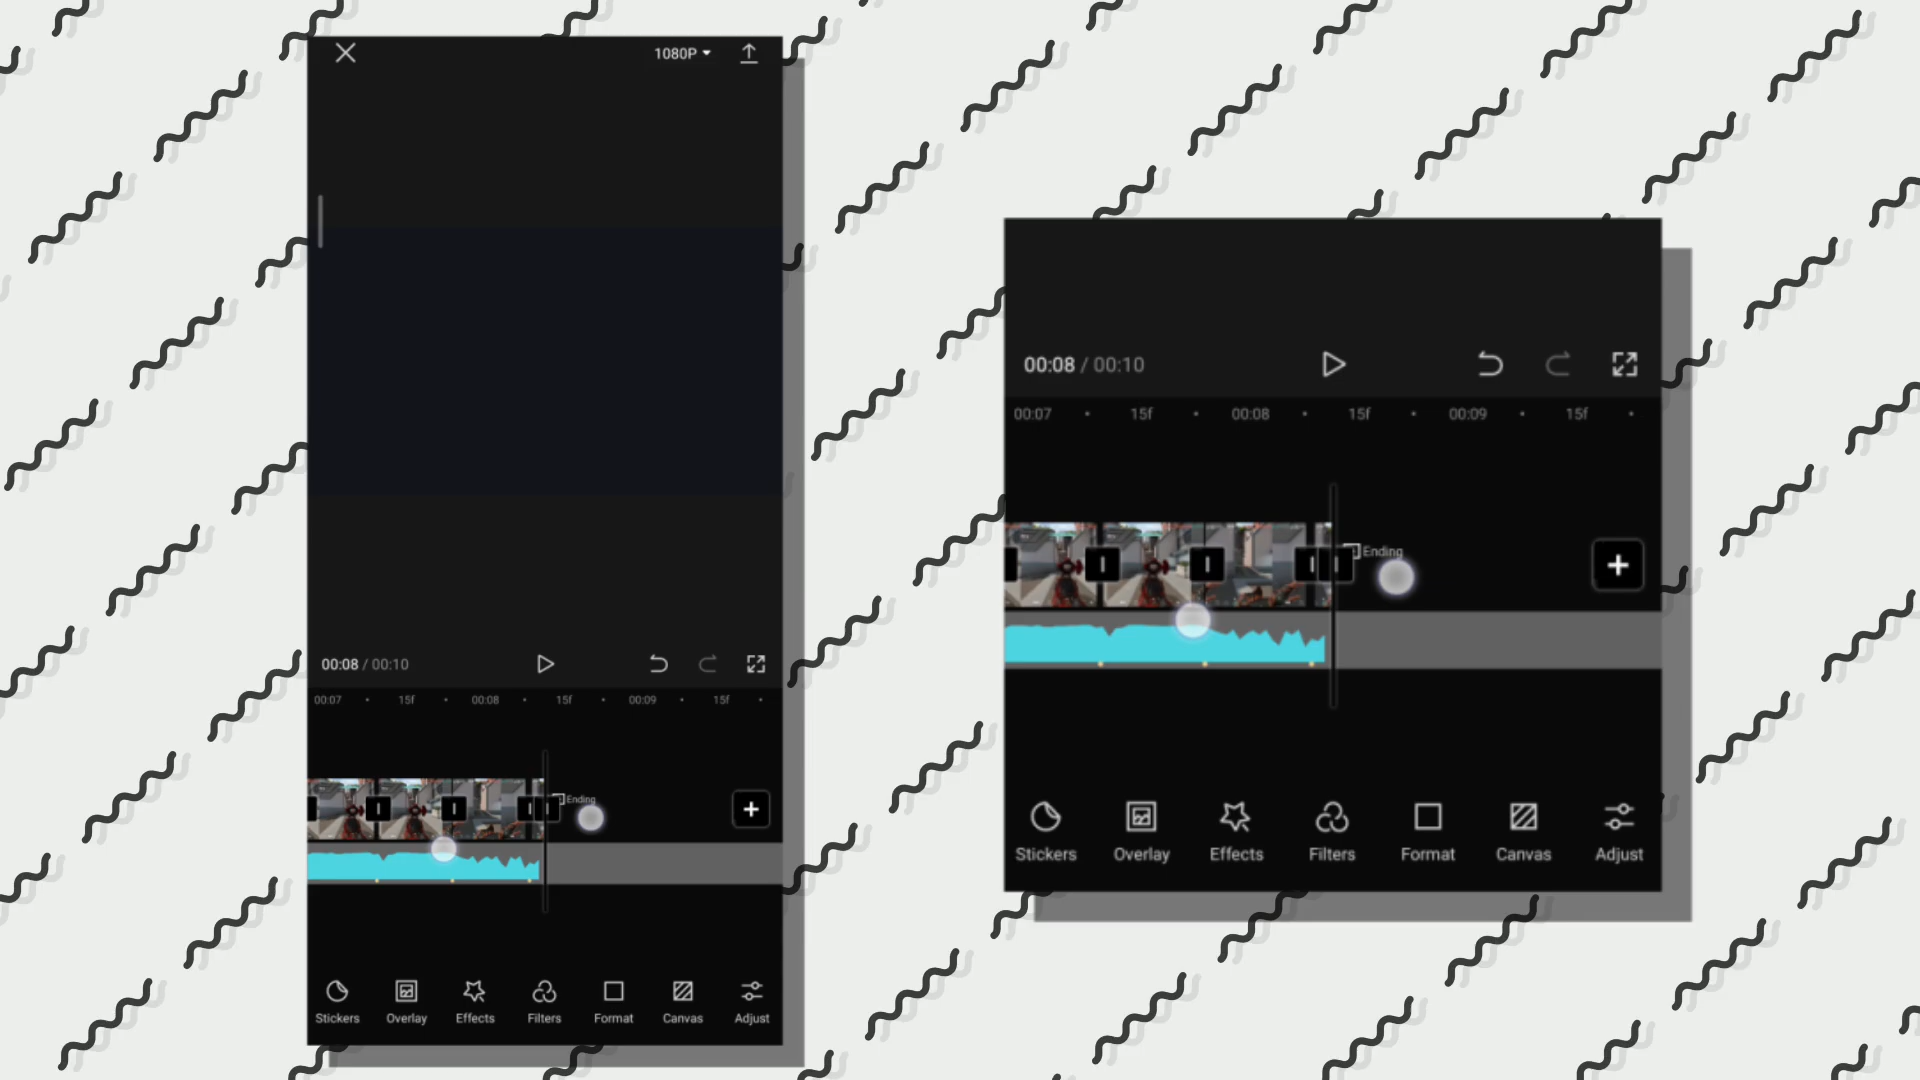 1080P
00:08 / 00:10
00:07 15f 00:08 15f 00:09 15f
Ending
Stickers Overlay Effects Filters Format Canvas Adjust
00:08 / 00:10
00:07 15f 00:08 15f 00:09 15f
Ending
Stickers Overlay Effects Filters Format Canvas Adjust